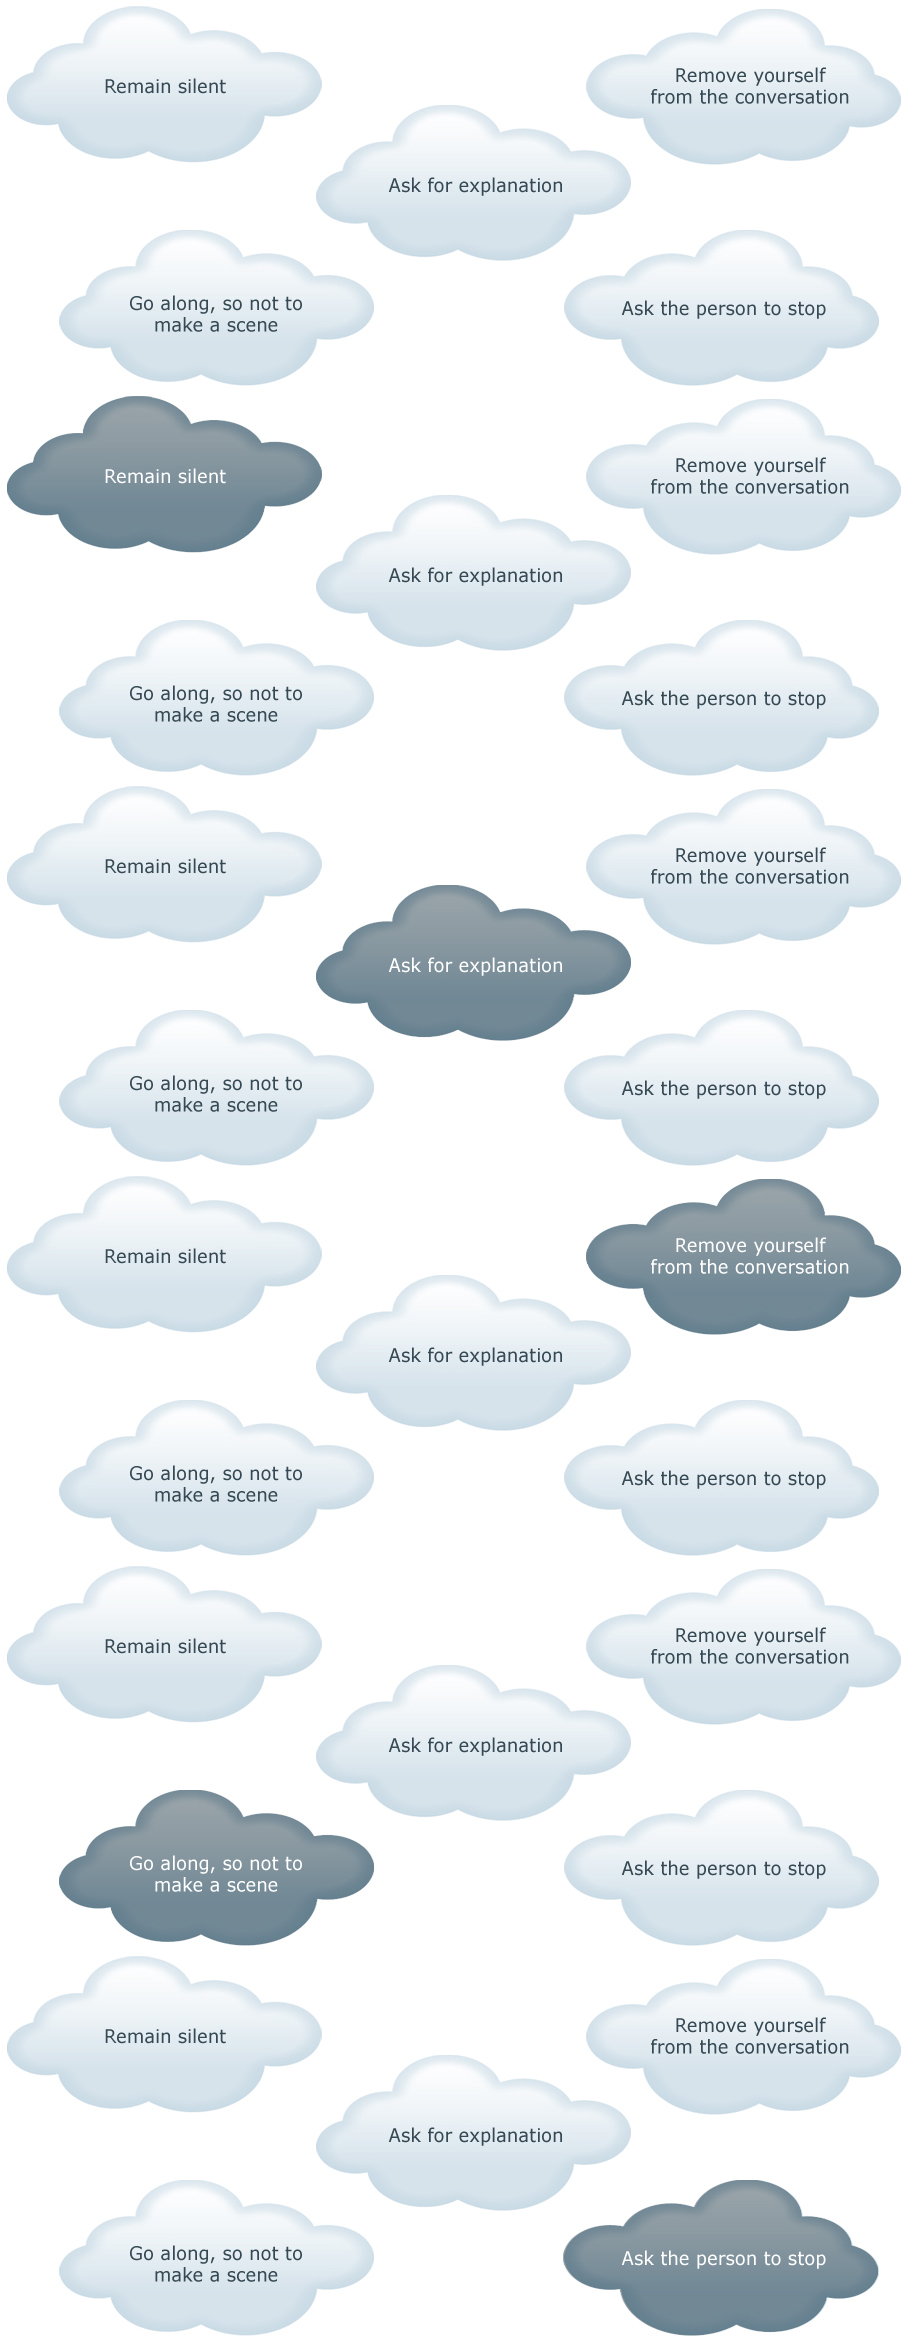 Remain silent
Remove yourself
from the conversation
Ask for explanation
Go along, so not to
make a scene
Ask the person to stop
Remain silent
Remove yourself
from the conversation
Ask for explanation
Go along, so not to
make a scene
Ask the person to stop
Remain silent
Remove yourself
from the conversation
Ask for explanation
Go along, so not to
make a scene
Ask the person to stop
Remain silent
Remove yourself
from the conversation
Ask for explanation
Go along, so not to
make a scene
Ask the person to stop
Remain silent
Remove yourself
from the conversation
Ask for explanation
Go along, so not to
make a scene
Ask the person to stop
Remain silent
Remove yourself
from the conversation
Ask for explanation
Go along, so not to
make a scene
Ask the person to stop